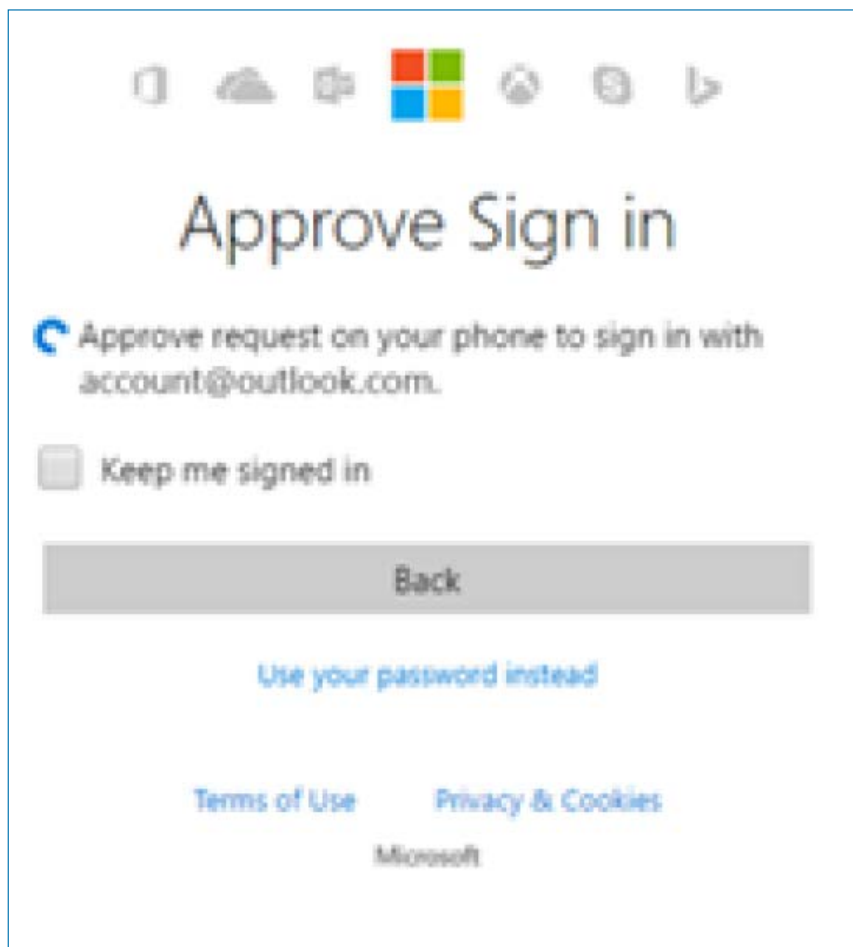 Approve Sign in
Approve request on your phone to sign in with
account@outlook.com.
Keep me signed in
Back
Use your password instead
Terms of Use Privacy & Cookies
Microsoft